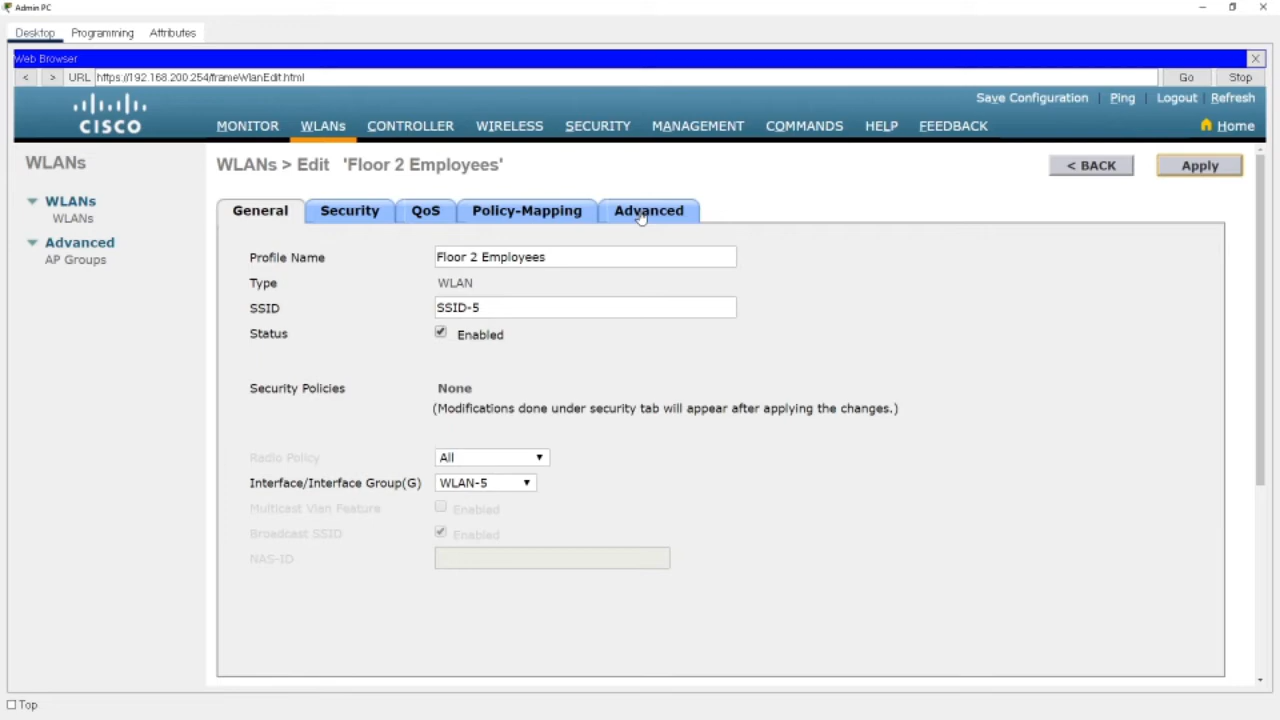 Admin PC
Desktop Programming Attributes
Web Browser
< > URL https://192.168.200.254/frameWlanEdit.html Go Stop
Save Configuration Ping Logout Refresh
CISCO MONITOR WLANs CONTROLLER WIRELESS SECURITY MANAGEMENT COMMANDS HELP FEEDBACK Home
WLANs
WLANs
WLANs
Advanced
AP Groups
WLANs > Edit 'Floor 2 Employees' < BACK Apply
General Security QoS Policy-Mapping Advanced
Profile Name Floor 2 Employees
Type WLAN
SSID SSID-5
Status Enabled
Security Policies None
(Modifications done under security tab will appear after applying the changes.)
Radio Policy All
Interface/Interface Group(G) WLAN-5
Multicast Vlan Feature Enabled
Broadcast SSID Enabled
NAS-ID
Top